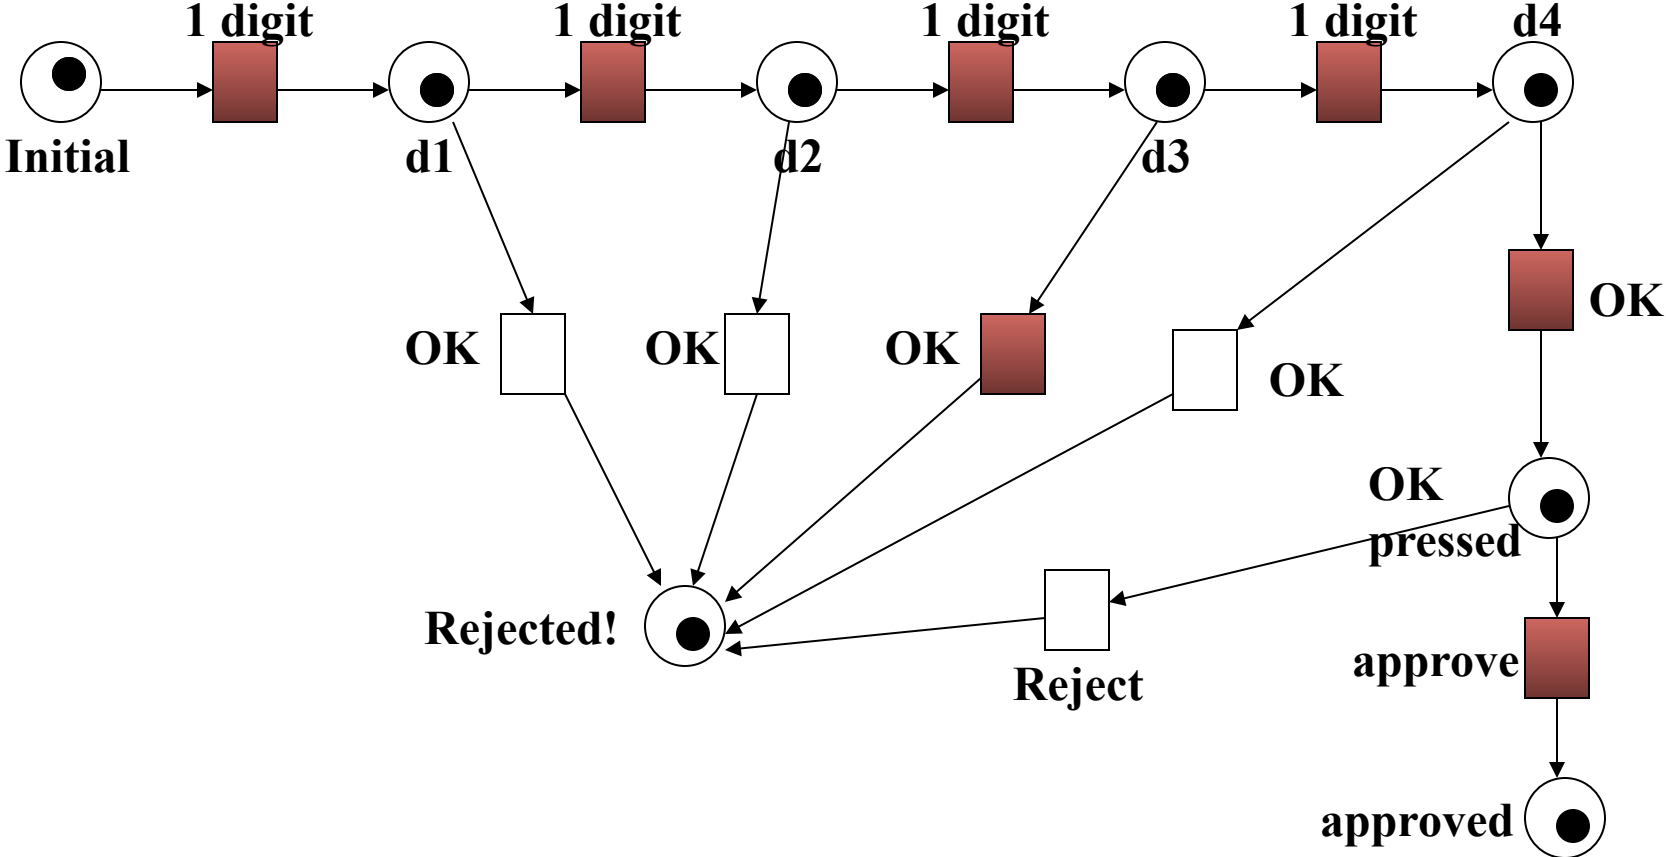 1 digit
1 digit
1 digit
1 digit
d4
Initial
d1
d2
d3
OK
OK
OK
OK
OK
OK
pressed
Rejected!
Reject
approve
approved